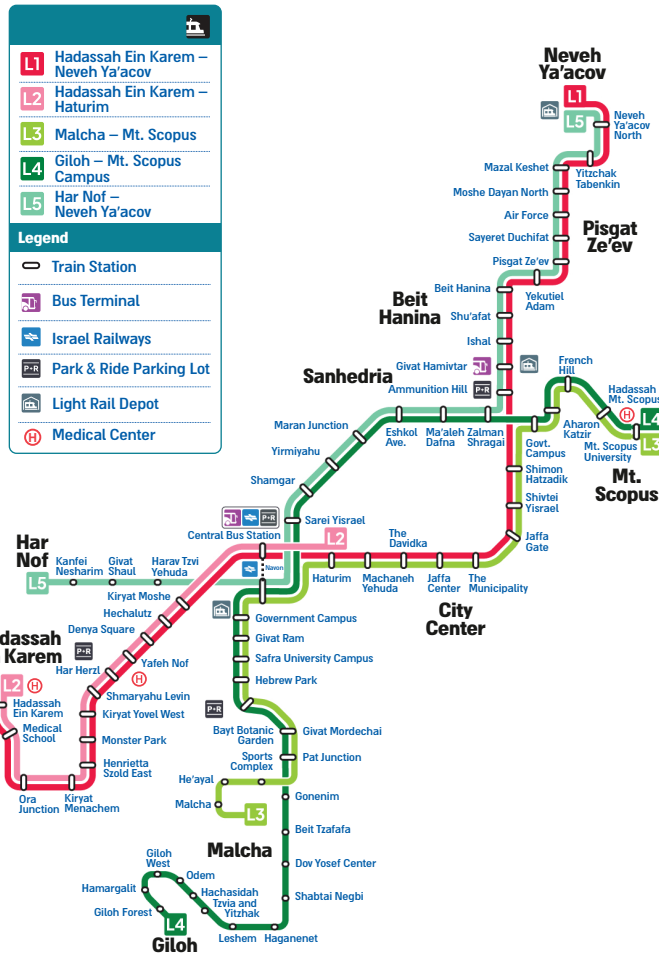 L1
Hadassah Ein Karem –
Neveh Ya'acov
L2
Hadassah Ein Karem –
Haturim
L3
Malcha – Mt. Scopus
L4
Giloh – Mt. Scopus
Campus
L5
Har Nof –
Neveh Ya'acov
Legend
Train Station
Bus Terminal
Israel Railways
P+R
Park & Ride Parking Lot
Light Rail Depot
H
Medical Center
Neveh
Ya'acov
L1
L5
Neveh
Ya'acov
North
Yitzchak
Tabenkin
Mazal Keshet
Moshe Dayan North
Air Force
Sayeret Duchifat
Pisgat Ze'ev
Pisgat
Ze'ev
Yekutiel
Adam
Beit
Hanina
Beit Hanina
Shu'afat
Ishal
Givat Hamivtar
Ammunition Hill
P+R
Sanhedria
French
Hill
Hadassah
Mt. Scopus
H
L4
L3
Maran Junction
Eshkol
Ave.
Ma'aleh
Dafna
Zalman
Shragai
Govt.
Campus
Aharon
Katzir
Mt. Scopus
University
Mt.
Scopus
Yirmiyahu
Shamgar
Shimon
Hatzadik
Shivtei
Yisrael
P+R
Sarei Yisrael
Central Bus Station
L2
Jaffa
Gate
Har
Nof
L5
Kanfei
Nesharim
Givat
Shaul
Harav Tzvi
Yehuda
Navon
Haturim
The
Davidka
Machaneh
Yehuda
Jaffa
Center
The
Municipality
City
Center
Kiryat Moshe
Hechalutz
Denya Square
Yafeh Nof
P+R
Har Herzl
H
Shmaryahu Levin
dassah
Karem
L2
H
Hadassah
Ein Karem
Medical
School
Kiryat Yovel West
Monster Park
Henrietta
Szold East
Ora
Junction
Kiryat
Menachem
Government Campus
Givat Ram
Safra University Campus
Hebrew Park
P+R
Bayt Botanic
Garden
Givat Mordechai
Sports
Complex
Pat Junction
He'ayal
Malcha
L3
Malcha
Gonenim
Beit Tzafafa
Dov Yosef Center
Shabtai Negbi
Giloh
West
Odem
Hamargalit
Hachasidah
Tzvia and
Yitzhak
Giloh Forest
L4
Giloh
Leshem
Haganenet